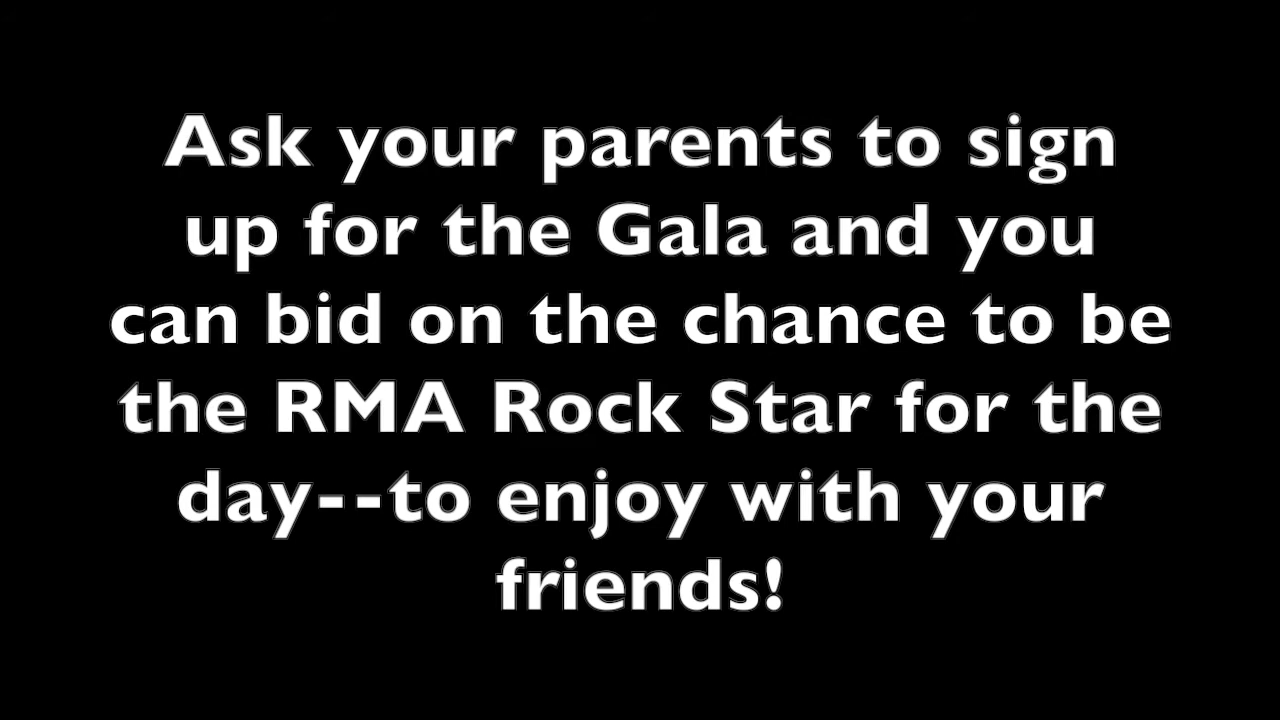 Ask your parents to sign
up for the Gala and you
can bid on the chance to be
the RMA Rock Star for the
day--to enjoy with your
friends!